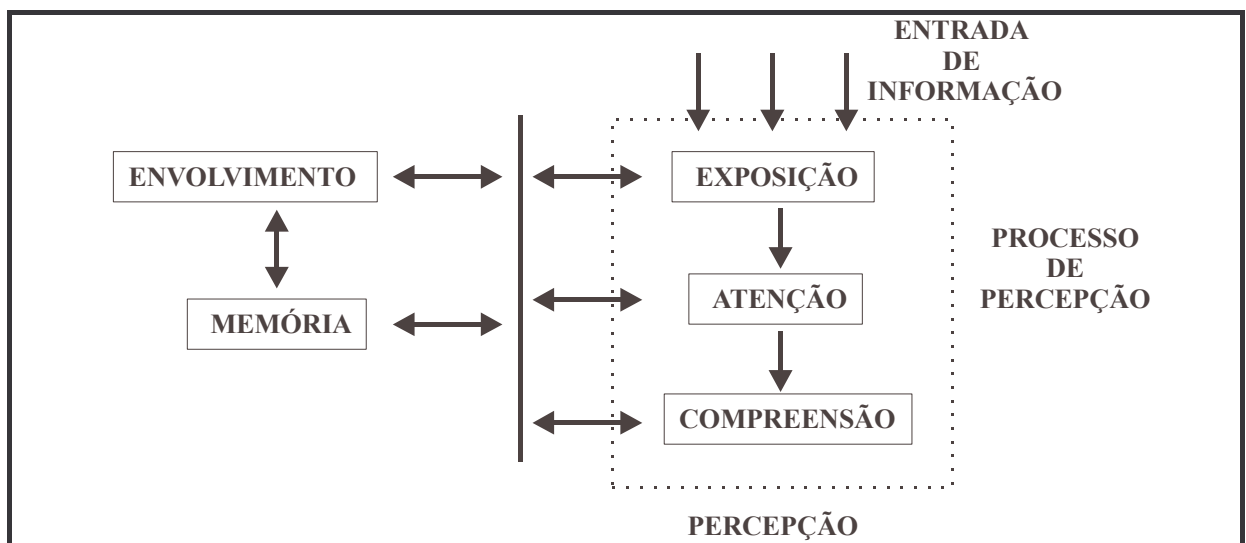 ENTRADA
DE
INFORMAÇÃO
ENVOLVIMENTO
EXPOSIÇÃO
PROCESSO
DE
PERCEPÇÃO
MEMÓRIA
ATENÇÃO
COMPREENSÃO
PERCEPÇÃO